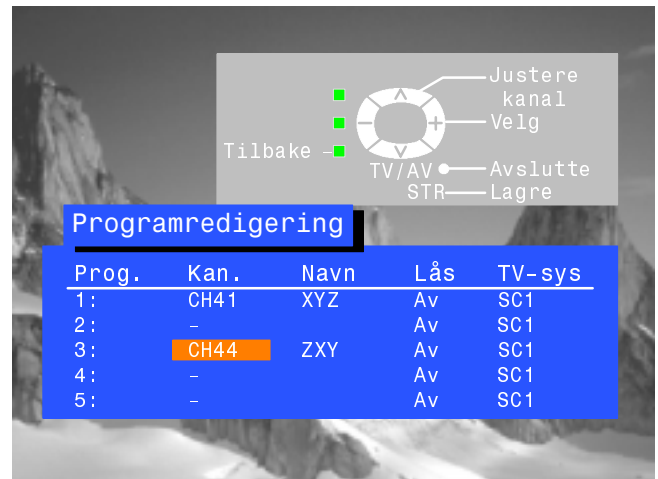 Justere
kanal
Velg
Tilbake
TV/AV Avslutte
STR Lagre
Programredigering
Prog. Kan. Navn Lås TV-sys
1: CH41 XYZ Av SC1
2: – Av SC1
3: CH44 ZXY Av SC1
4: – Av SC1
5: – Av SC1